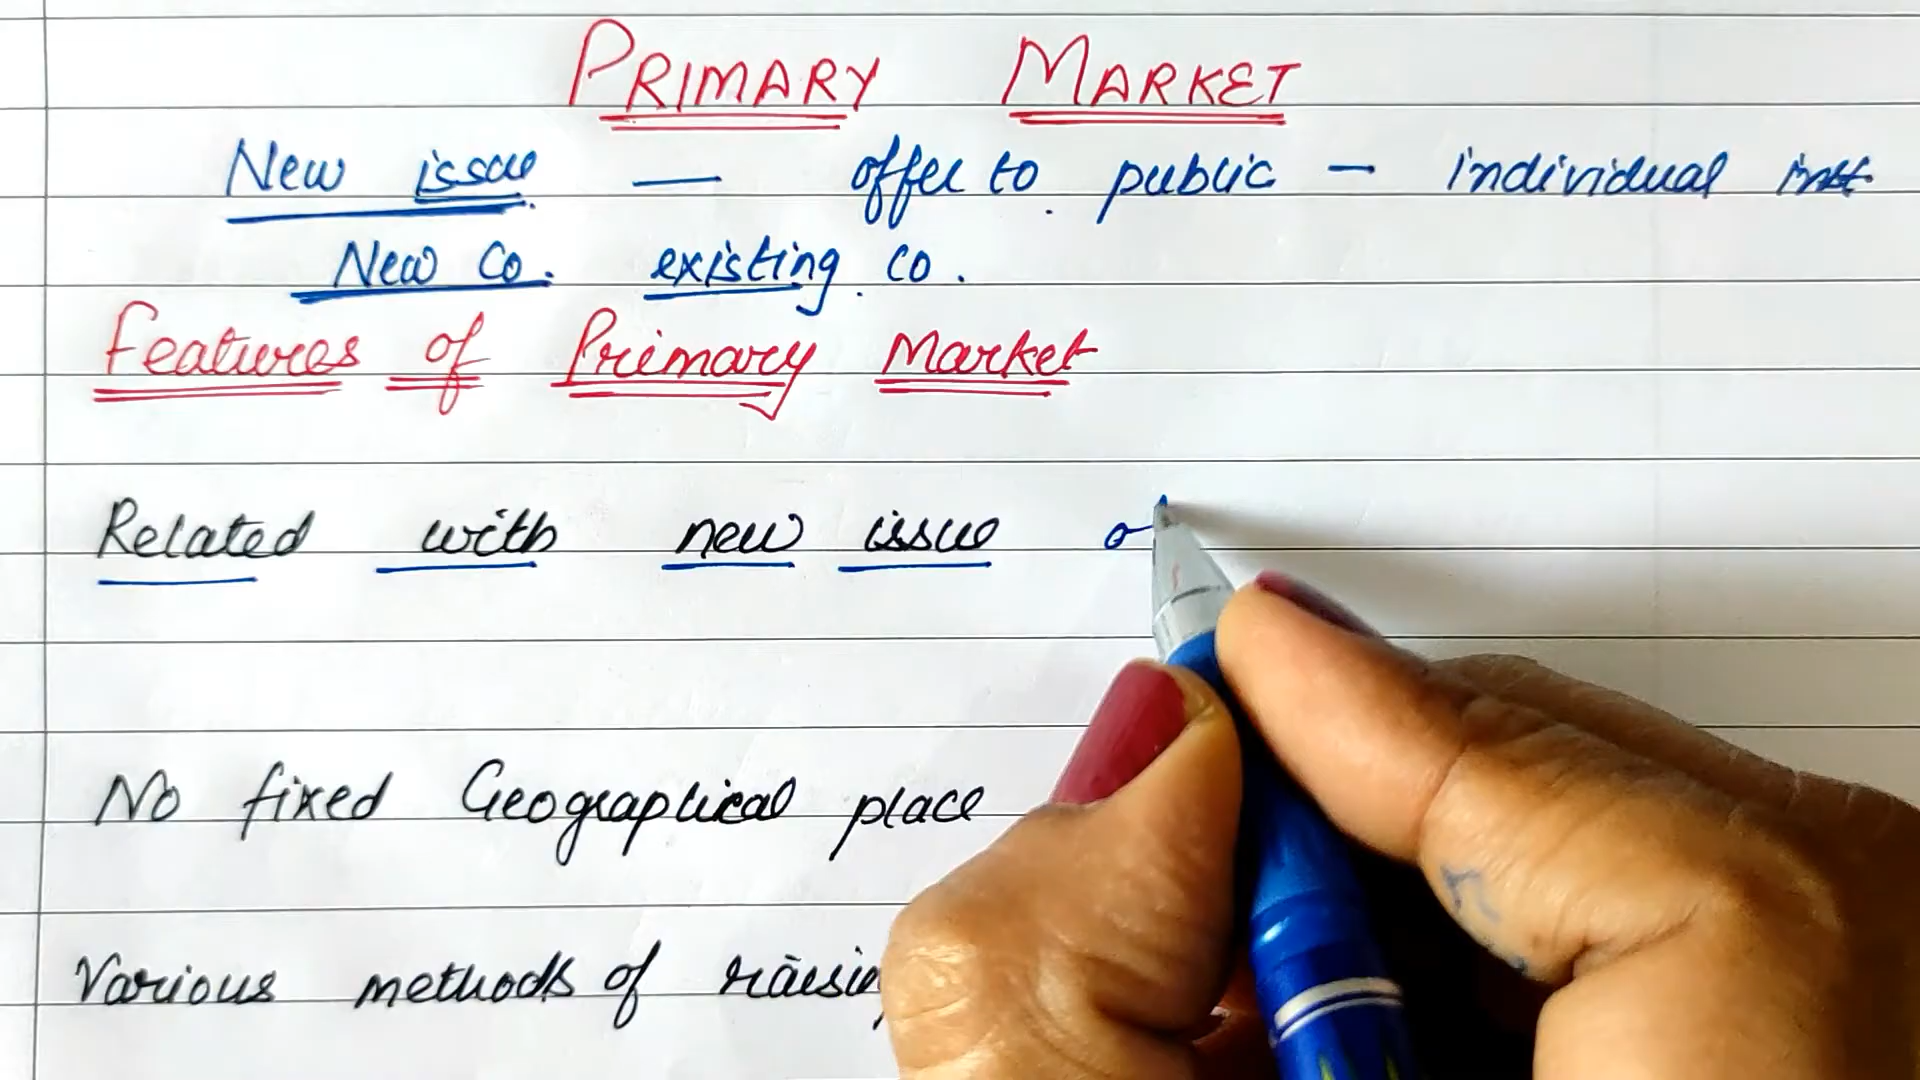 PRIMARY MARKET
New issue — offer to public - individual
New Co. existing co.
Features of Primary Market
Related with new issue
No fixed Geographical place
Various methods of